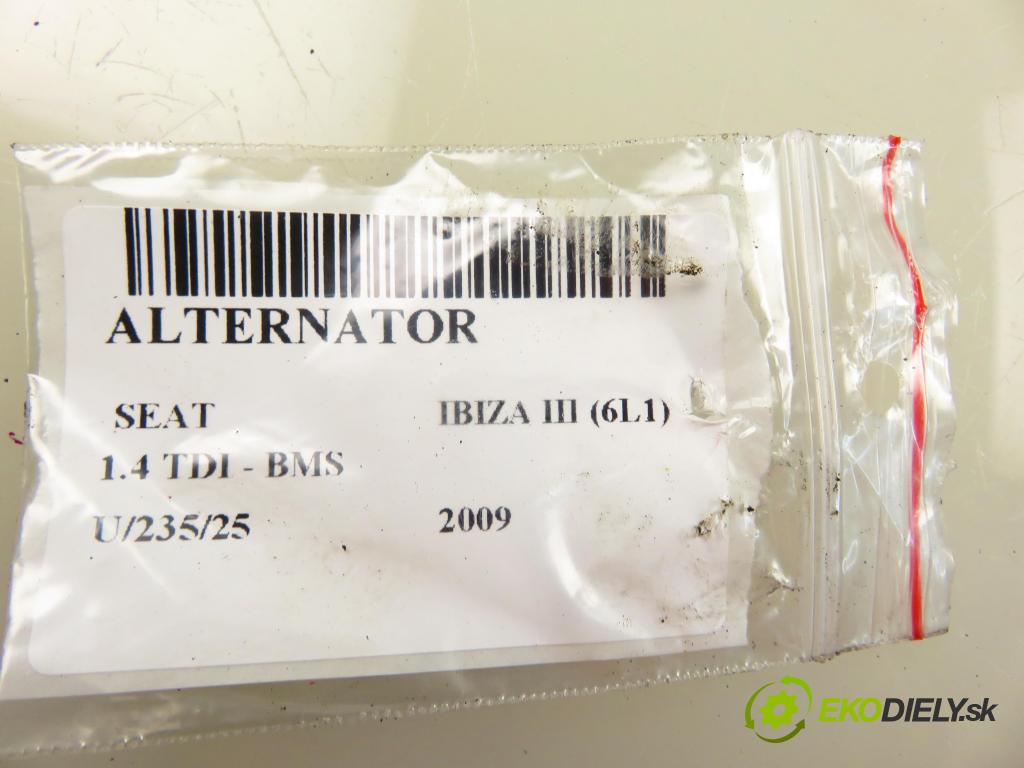 ALTERNATOR
SEAT IBIZA III (6L1)
1.4 TDI - BMS
U/235/25 2009
EKODIELY.sk